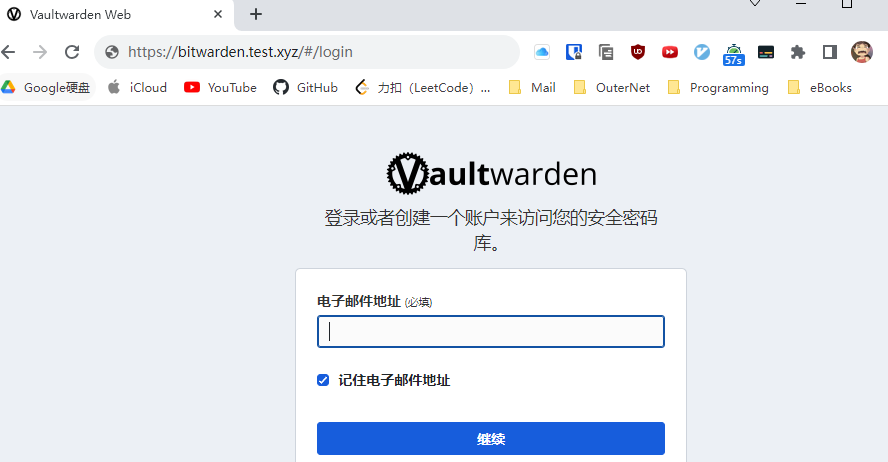 Vaultwarden Web
https://bitwarden.test.xyz/#/login
57s
Google硬盘 iCloud YouTube GitHub 力扣（LeetCode）... Mail OuterNet Programming eBooks
Vaultwarden
登录或者创建一个账户来访问您的安全密码
库。
电子邮件地址 (必填)
记住电子邮件地址
继续